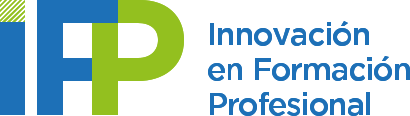 iFP
Innovación
en Formación
Profesional